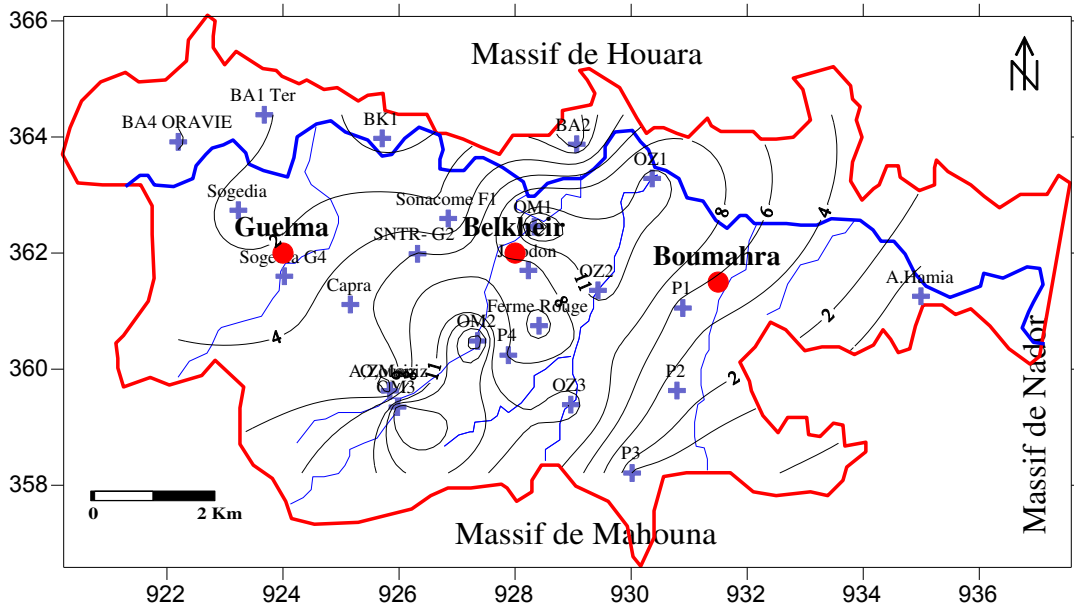 366
Massif de Houara
N
BA1 Ter
BA4 ORAVIE
BK1
BA2
364
OZ1
Sogedia
Sonacome F1
8
6
4
OM1
Guelma
2
Belkheir
SNTR- G2
362
Sogedia G4
Jalodon
Boumahra
OZ2
11
A.Hamia
Capra
P1
8
Ferme Rouge
2
OM2
4
P4
360
11
P2
2
OM3
OZ3
P3
358
0
2 Km
Massif de Mahouna
Massif de Nador
922
924
926
928
930
932
934
936